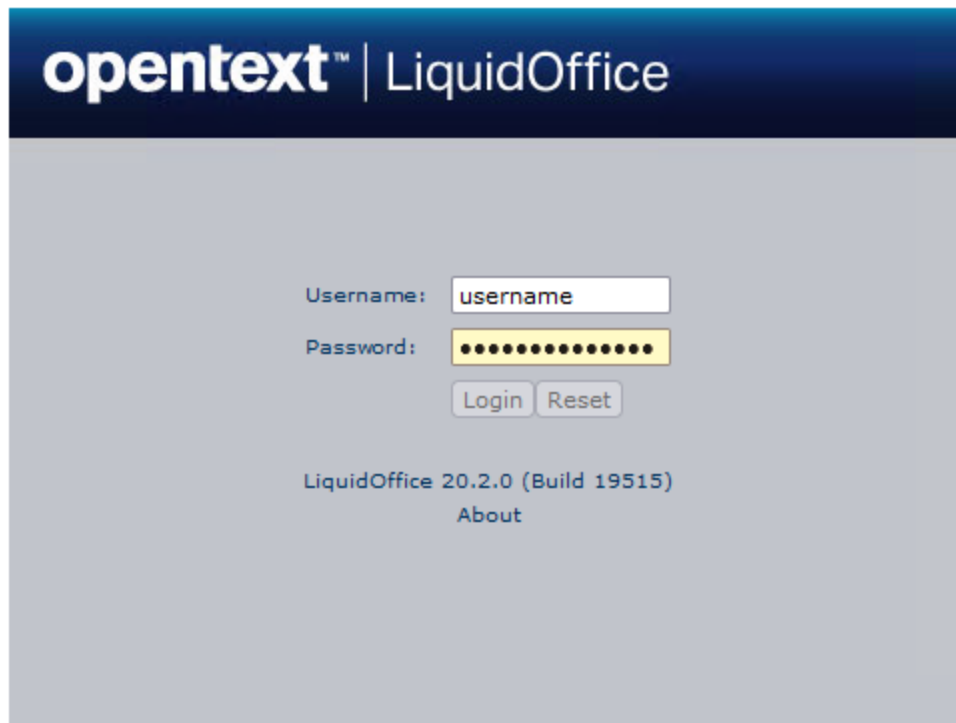 opentext™ | LiquidOffice
Username: username
Password: ••••••••••••••
Login Reset
LiquidOffice 20.2.0 (Build 19515)
About